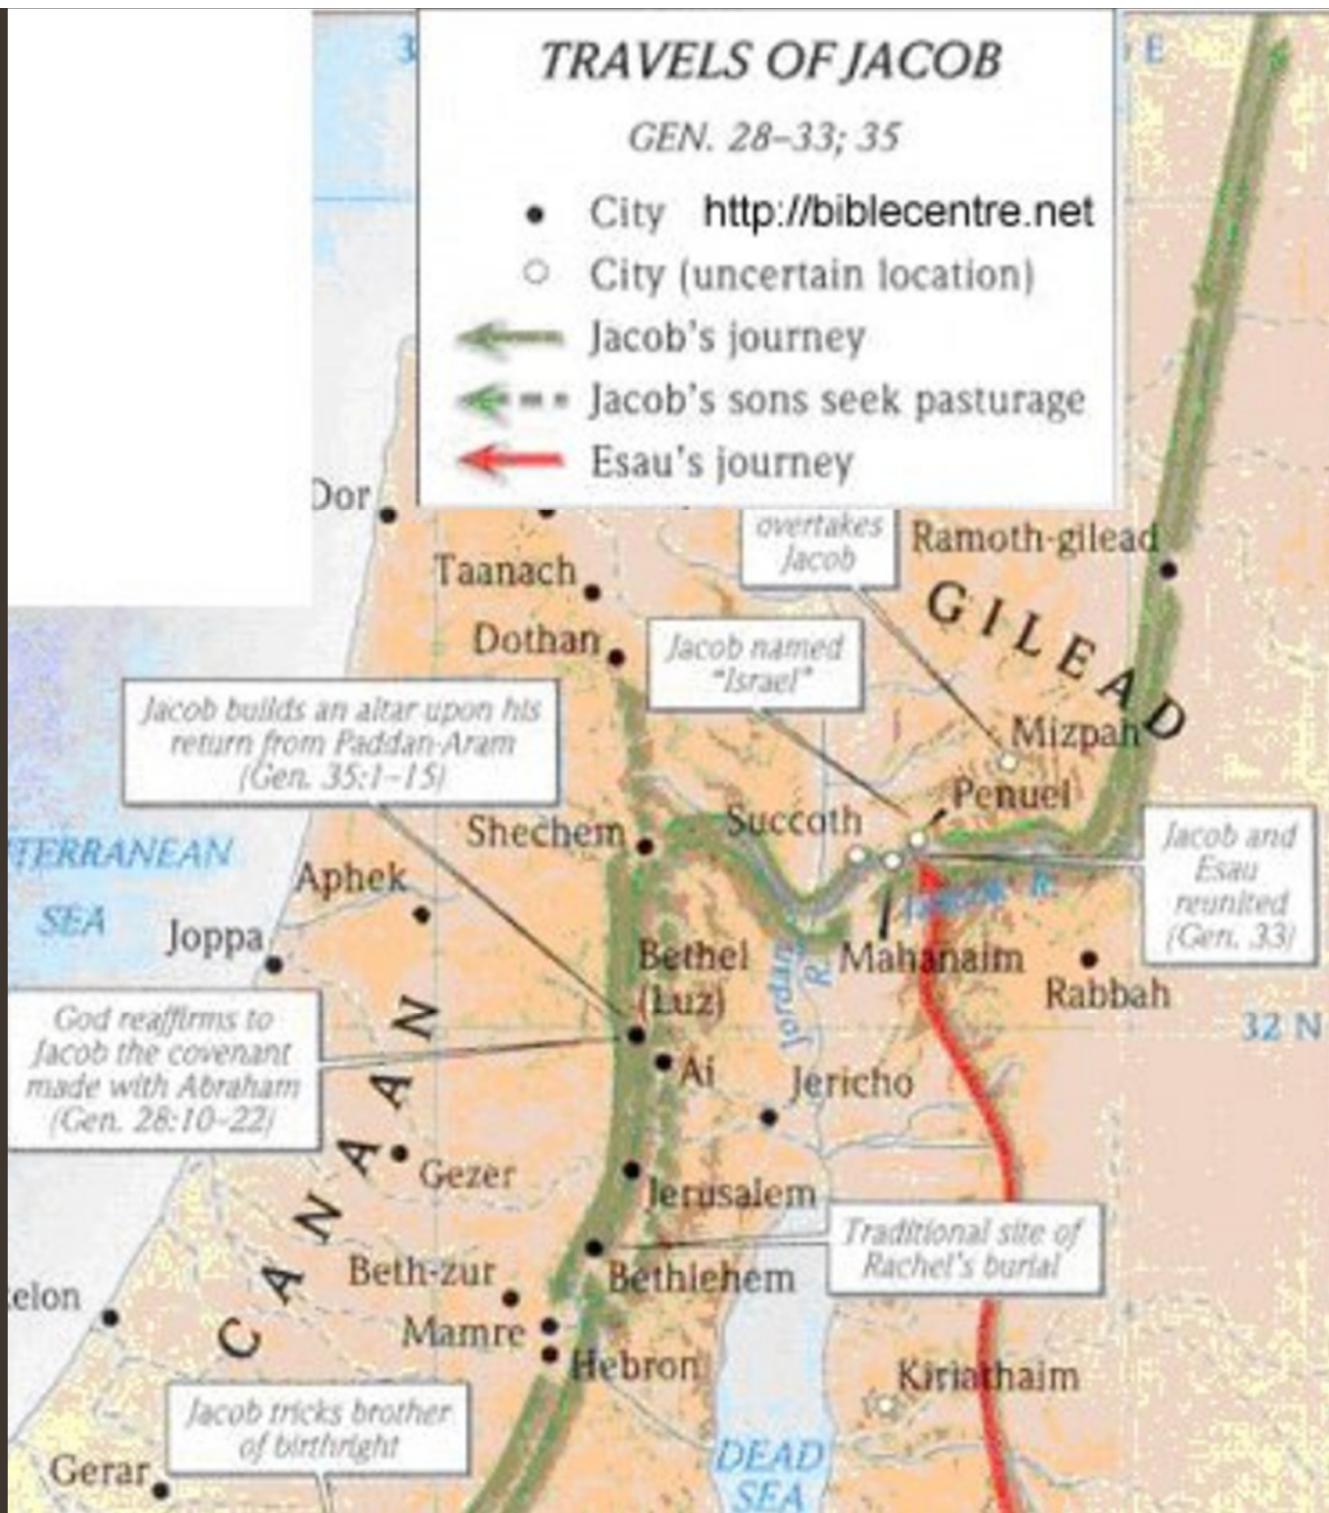 TRAVELS OF JACOB
GEN. 28–33; 35
City http://biblecentre.net
City (uncertain location)
Jacob's journey
Jacob's sons seek pasturage
Esau's journey
E
Dor
overtakes
Jacob
Ramoth-gilead
Taanach
GILEAD
Dothan
Jacob named
"Israel"
Jacob builds an altar upon his
return from Paddan-Aram
(Gen. 35:1–15)
Mizpah
Penuel
Succoth
Shechem
Jacob and
Esau
reunited
(Gen. 33)
TERRANEAN
SEA
Aphek
Joppa
Bethel
(Luz)
Jordan
R.
Mahanaim
Rabbah
32 N
God reaffirms to
Jacob the covenant
made with Abraham
(Gen. 28:10–22)
CANAAN
Ai
Jericho
Gezer
Jerusalem
Traditional site of
Rachel's burial
Beth-zur
Bethlehem
kelon
Mamre
Hebron
Kiriathaim
Jacob tricks brother
of birthright
Gerar
DEAD
SEA